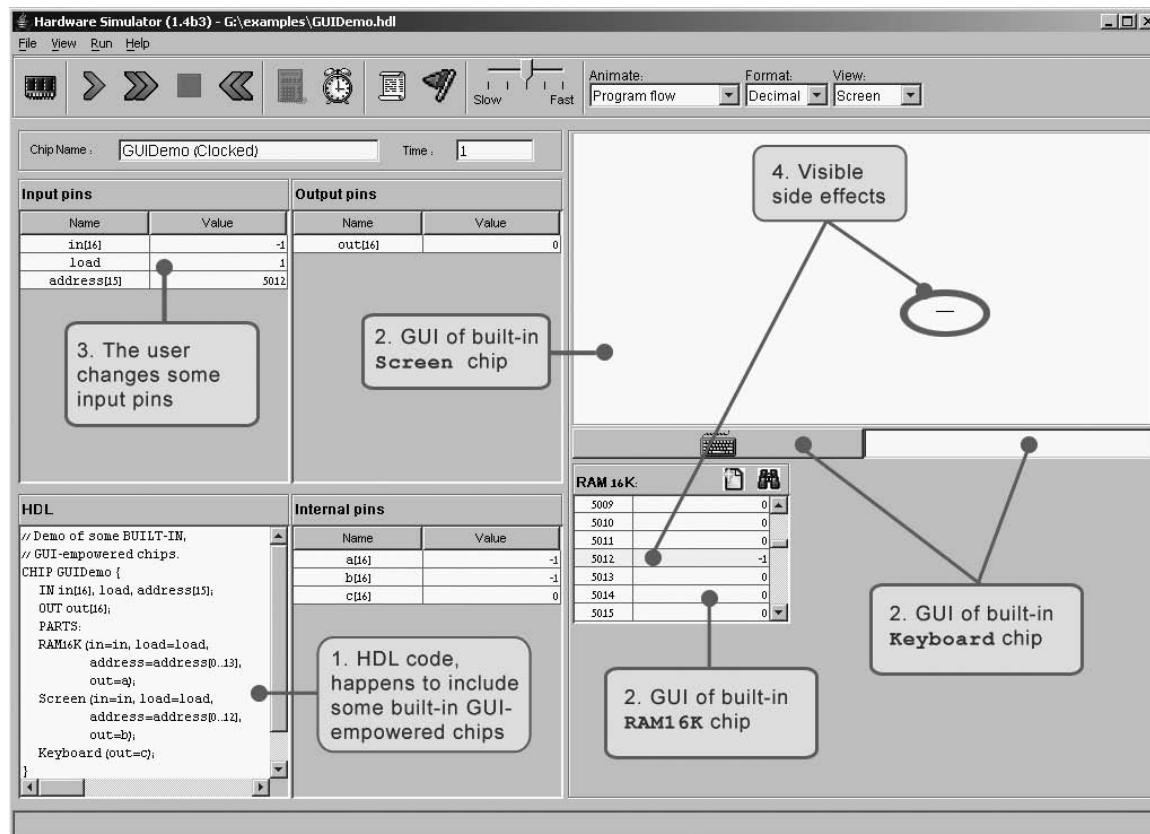 Hardware Simulator (1.4b3) - G:\examples\GUIDemo.hdl
File View Run Help
Slow Fast
Animate:
Program flow
Format:
Decimal
View:
Screen
Chip Name :
GUIDemo (Clocked)
Time :
1
Input pins
Name Value
in[16] -1
load 1
address[15] 5012
3. The user
changes some
input pins
Output pins
Name Value
out[16] 0
2. GUI of built-in
Screen chip
4. Visible
side effects
HDL
// Demo of some BUILT-IN,
// GUI-empowered chips.
CHIP GUIDemo {
IN in[16], load, address[15];
OUT out[16];
PARTS:
RAM16K (in=in, load=load,
address=address[0..13],
out=a);
Screen (in=in, load=load,
address=address[0..12],
out=b);
Keyboard (out=c);
}
Internal pins
Name Value
a[16] -1
b[16] -1
c[16] 0
1. HDL code,
happens to include
some built-in GUI-
empowered chips
RAM 16K:
5009 0
5010 0
5011 0
5012 -1
5013 0
5014 0
5015 0
2. GUI of built-in
RAM16K chip
2. GUI of built-in
Keyboard chip